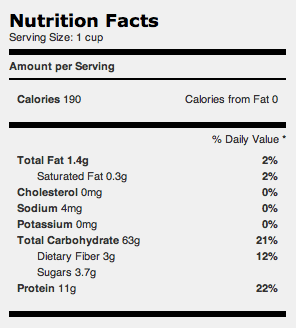 Nutrition Facts
Serving Size: 1 cup
Amount per Serving
Calories 190 Calories from Fat 0
% Daily Value *
Total Fat 1.4g 2%
Saturated Fat 0.3g 2%
Cholesterol 0mg 0%
Sodium 4mg 0%
Potassium 0mg 0%
Total Carbohydrate 63g 21%
Dietary Fiber 3g 12%
Sugars 3.7g
Protein 11g 22%